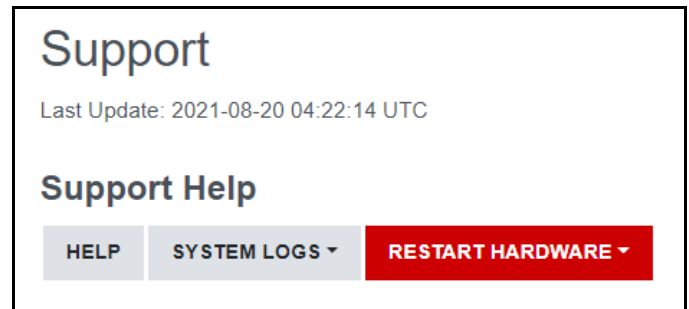 Support
Last Update: 2021-08-20 04:22:14 UTC
Support Help
HELP SYSTEM LOGS RESTART HARDWARE